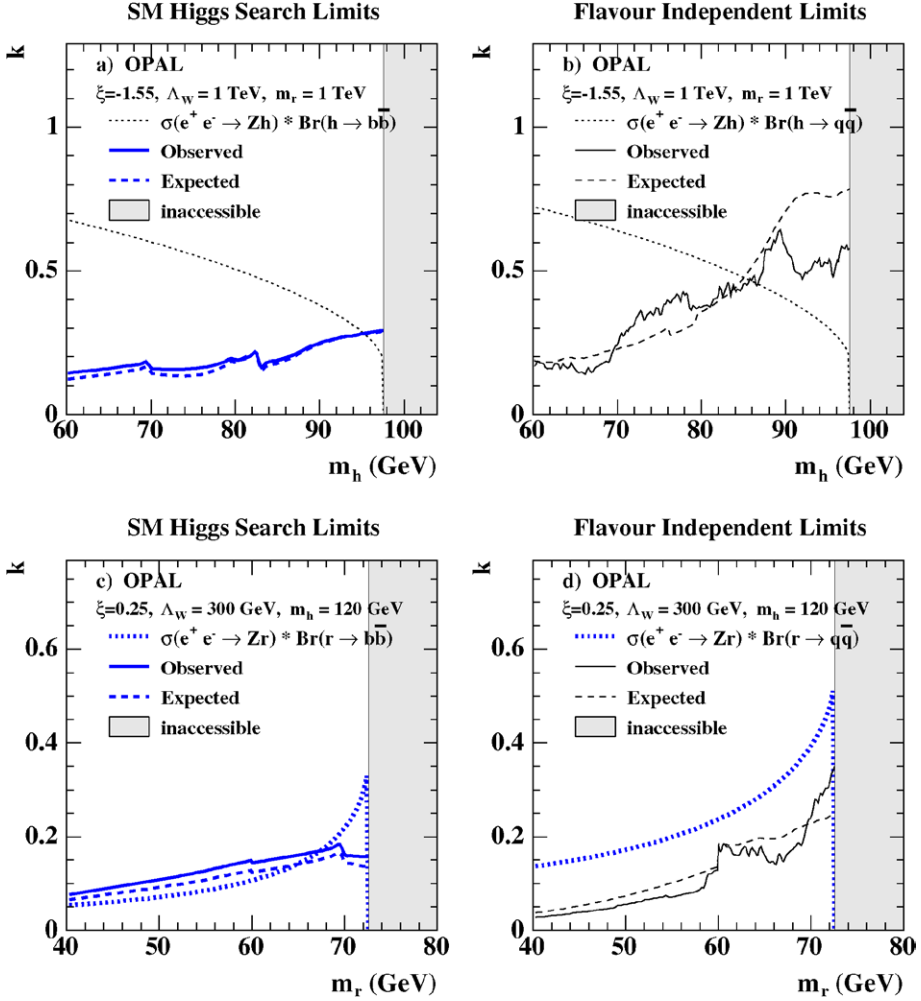 SM Higgs Search Limits
k
a) OPAL
ξ=-1.55, Λ_W = 1 TeV, m_r = 1 TeV
σ(e⁺ e⁻ → Zh) * Br(h → bb̅)
Observed
Expected
inaccessible
1
0.5
0
60 70 80 90 100
m_h (GeV)
Flavour Independent Limits
k
b) OPAL
ξ=-1.55, Λ_W = 1 TeV, m_r = 1 TeV
σ(e⁺ e⁻ → Zh) * Br(h → qq̅)
Observed
Expected
inaccessible
1
0.5
0
60 70 80 90 100
m_h (GeV)
SM Higgs Search Limits
k
c) OPAL
ξ=0.25, Λ_W = 300 GeV, m_h = 120 GeV
σ(e⁺ e⁻ → Zr) * Br(r → bb̅)
Observed
Expected
inaccessible
0.6
0.4
0.2
0
40 50 60 70 80
m_r (GeV)
Flavour Independent Limits
k
d) OPAL
ξ=0.25, Λ_W = 300 GeV, m_h = 120 GeV
σ(e⁺ e⁻ → Zr) * Br(r → qq̅)
Observed
Expected
inaccessible
0.6
0.4
0.2
0
40 50 60 70 80
m_r (GeV)